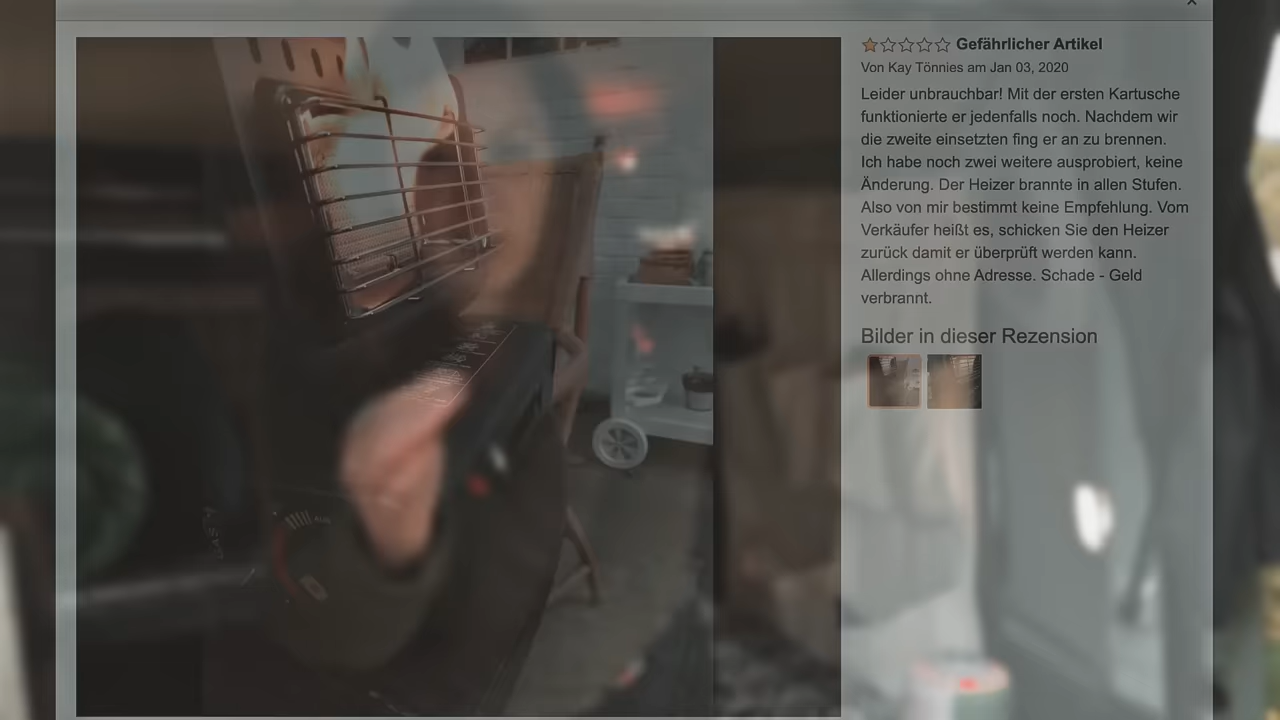 Gefährlicher Artikel
Von Kay Tönnies am Jan 03, 2020
Leider unbrauchbar! Mit der ersten Kartusche
funktionierte er jedenfalls noch. Nachdem wir
die zweite einsetzten fing er an zu brennen.
Ich habe noch zwei weitere ausprobiert, keine
Änderung. Der Heizer brannte in allen Stufen.
Also von mir bestimmt keine Empfehlung. Vom
Verkäufer heißt es, schicken Sie den Heizer
zurück damit er überprüft werden kann.
Allerdings ohne Adresse. Schade - Geld
verbrannt.
Bilder in dieser Rezension